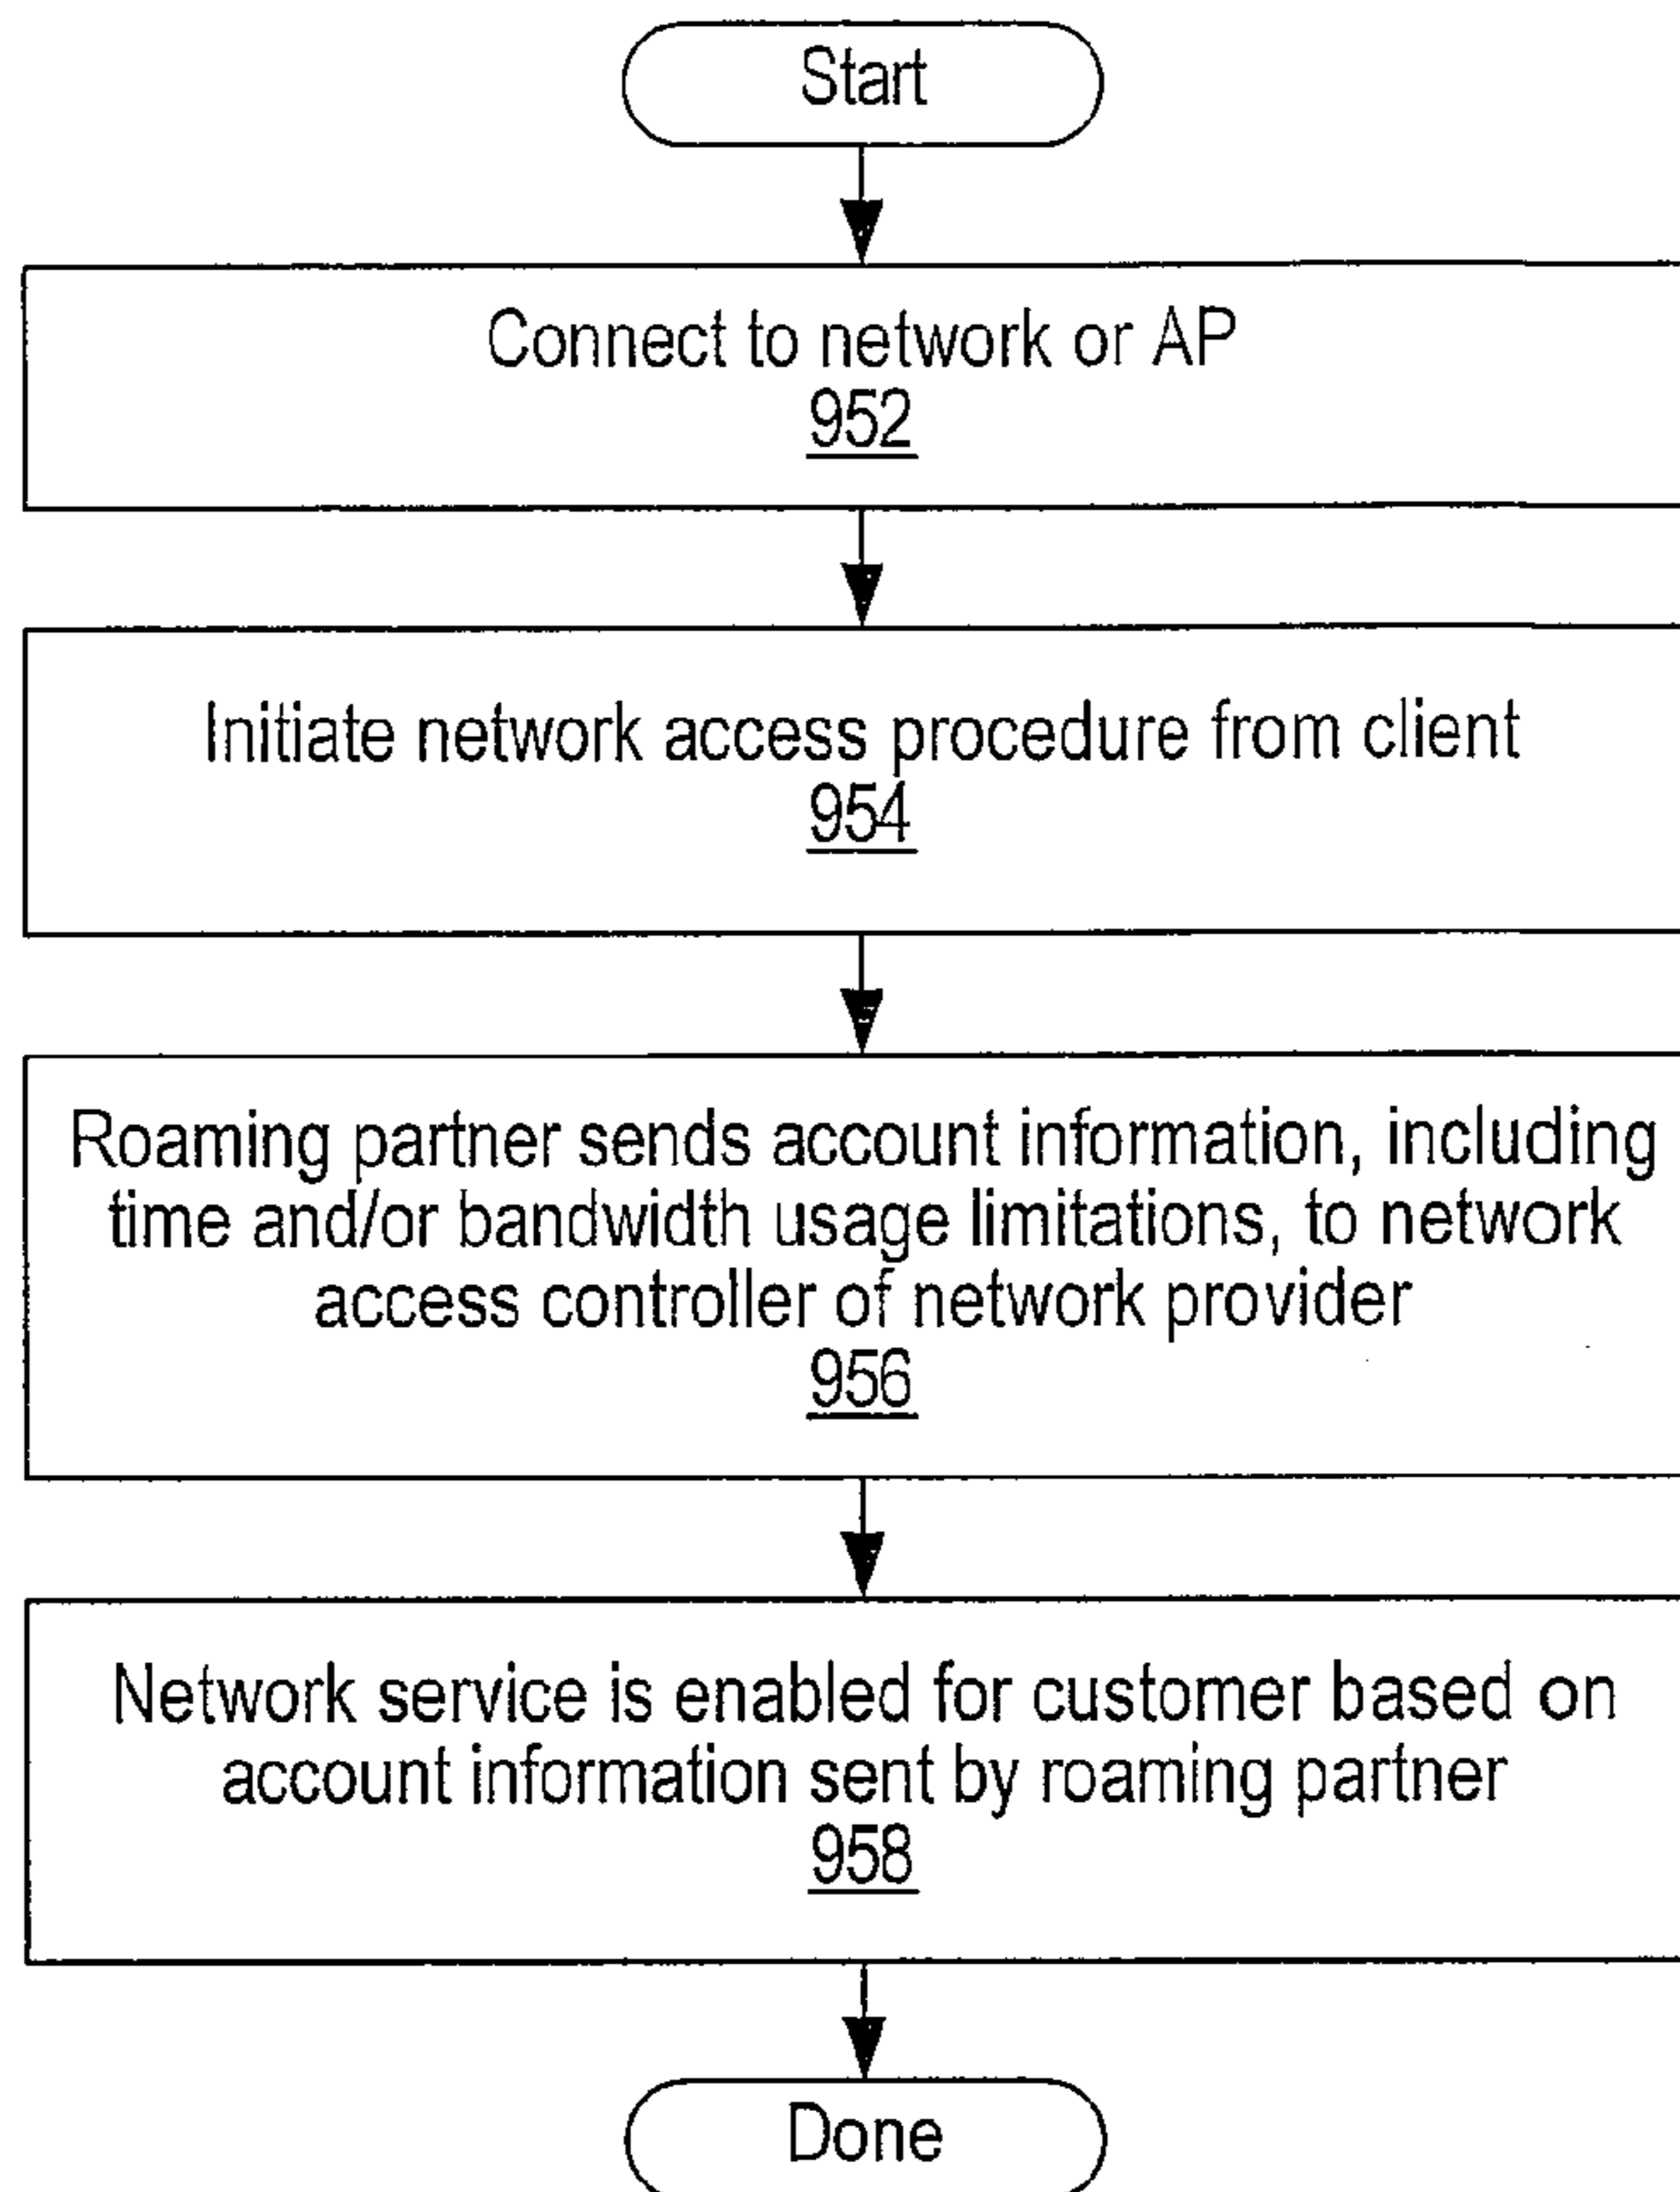 Start
Connect to network or AP
952
Initiate network access procedure from client
954
Roaming partner sends account information, including
time and/or bandwidth usage limitations, to network
access controller of network provider
956
Network service is enabled for customer based on
account information sent by roaming partner
958
Done